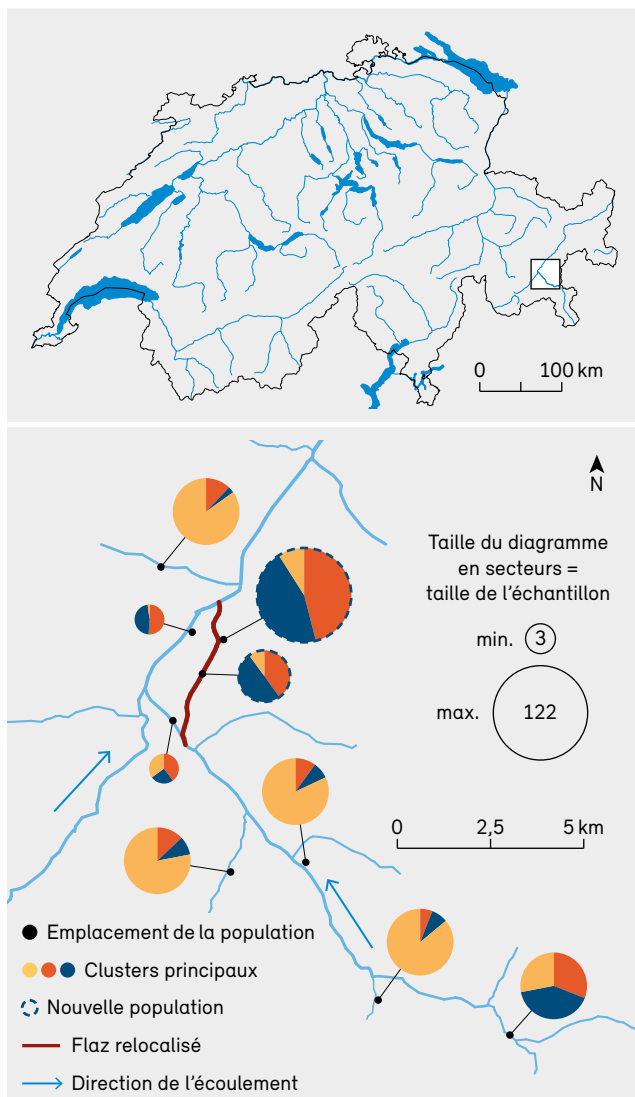 0 100 km
N
Taille du diagramme
en secteurs =
taille de l'échantillon
min. 3
max. 122
0 2,5 5 km
Emplacement de la population
Clusters principaux
Nouvelle population
Flaz relocalisé
Direction de l'écoulement